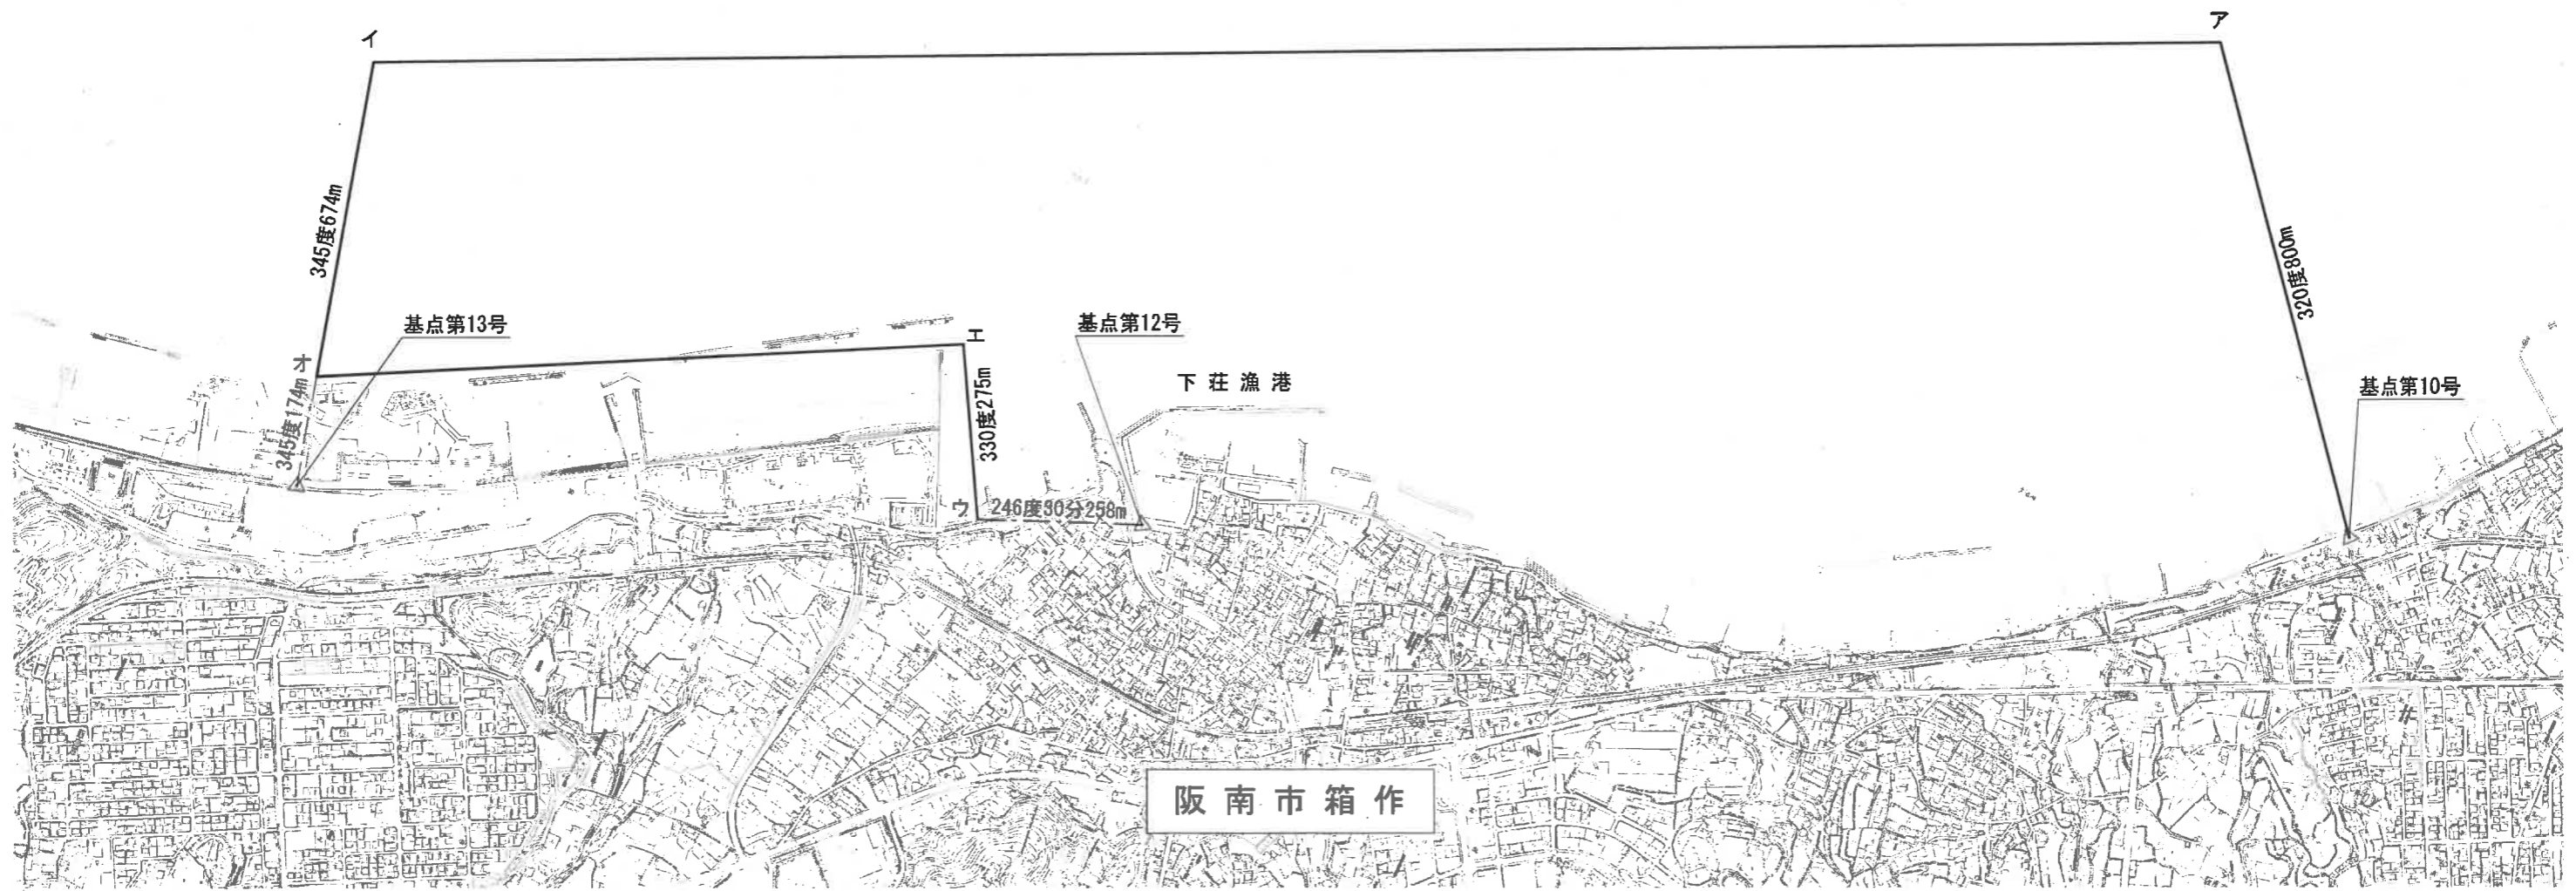 ア
イ
345度674m
320度800m
基点第13号
基点第12号
エ
オ
下荘漁港
基点第10号
345度174m
330度275m
ウ
246度30分258m
阪南市箱作